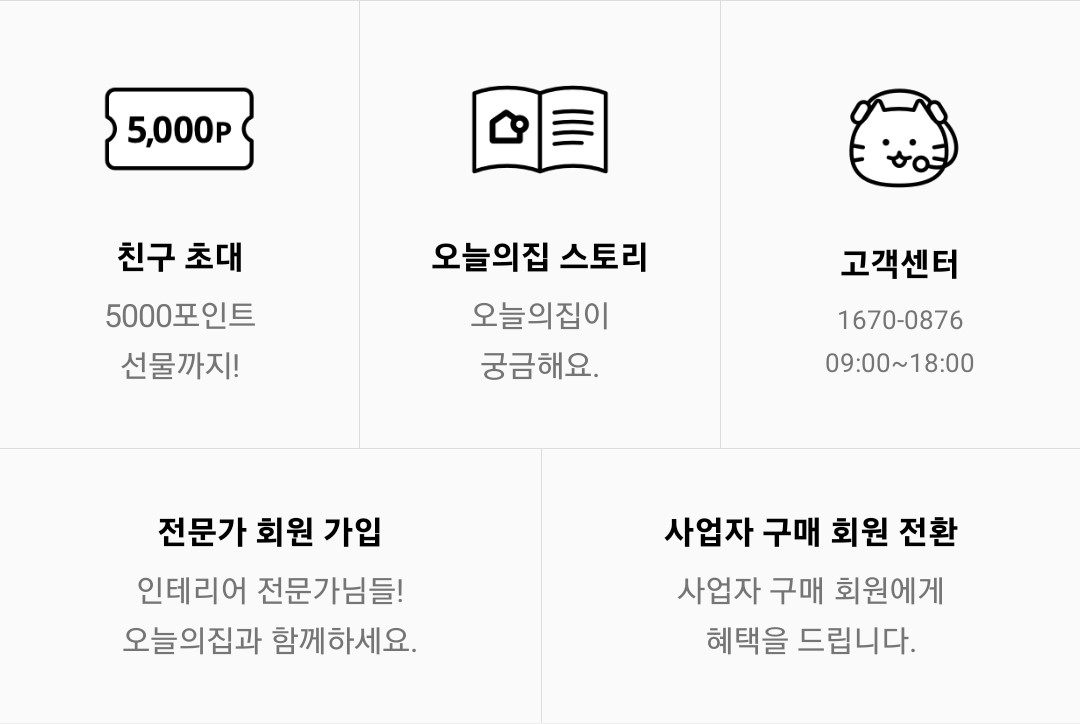 5,000P
친구 초대
5000포인트
선물까지!
오늘의집 스토리
오늘의집이
궁금해요.
고객센터
1670-0876
09:00~18:00
전문가 회원 가입
인테리어 전문가님들!
오늘의집과 함께하세요.
사업자 구매 회원 전환
사업자 구매 회원에게
혜택을 드립니다.